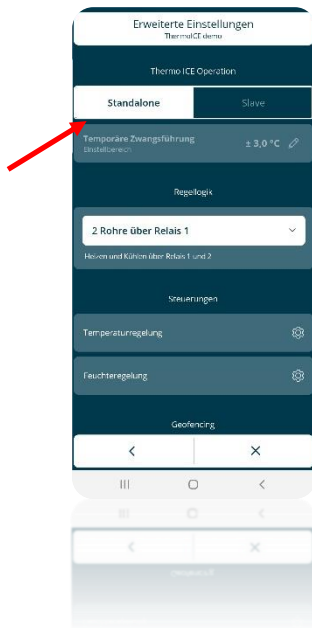 Erweiterte Einstellungen
ThermoICE demo
Thermo ICE Operation
Standalone
Slave
Temporäre Zwangsführung
Einstellbereich
± 3,0 °C
Regellogik
2 Rohre über Relais 1
Heizen und Kühlen über Relais 1 und 2
Steuerungen
Temperaturregelung
Feuchteregelung
Geofencing